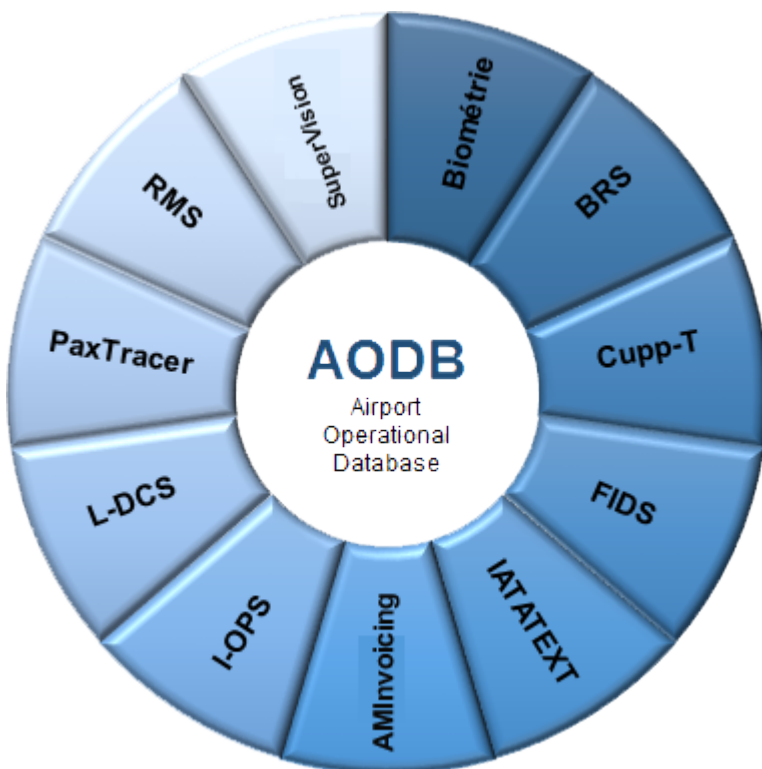 AODB
Airport
Operational
Database
Biométrie
BRS
Cupp-T
FIDS
IATATEXT
AMInvoicing
I-OPS
L-DCS
PaxTracer
RMS
SuperVision